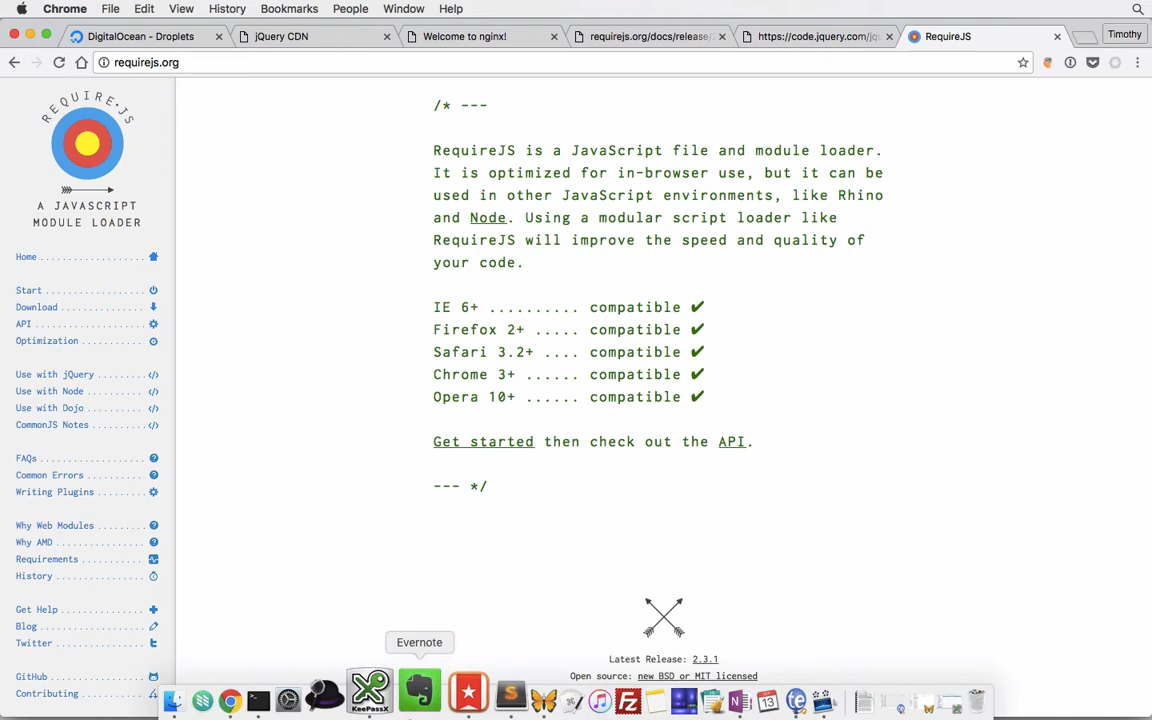 Chrome File Edit View History Bookmarks People Window Help
DigitalOcean - Droplets
jQuery CDN
Welcome to nginx!
requirejs.org/docs/release/
https://code.jquery.com/jq
RequireJS
Timothy
requirejs.org
REQUIRE.JS
A JAVASCRIPT
MODULE LOADER
Home
Start
Download
API
Optimization
Use with jQuery
Use with Node
Use with Dojo
CommonJS Notes
FAQs
Common Errors
Writing Plugins
Why Web Modules
Why AMD
Requirements
History
Get Help
Blog
Twitter
GitHub
Contributing
/* ---
RequireJS is a JavaScript file and module loader.
It is optimized for in-browser use, but it can be
used in other JavaScript environments, like Rhino
and Node. Using a modular script loader like
RequireJS will improve the speed and quality of
your code.
IE 6+ .......... compatible ✔
Firefox 2+ ..... compatible ✔
Safari 3.2+ .... compatible ✔
Chrome 3+ ...... compatible ✔
Opera 10+ ...... compatible ✔
Get started then check out the API.
--- */
Latest Release: 2.3.1
Open source: new BSD or MIT licensed
Evernote
KeePassX
13